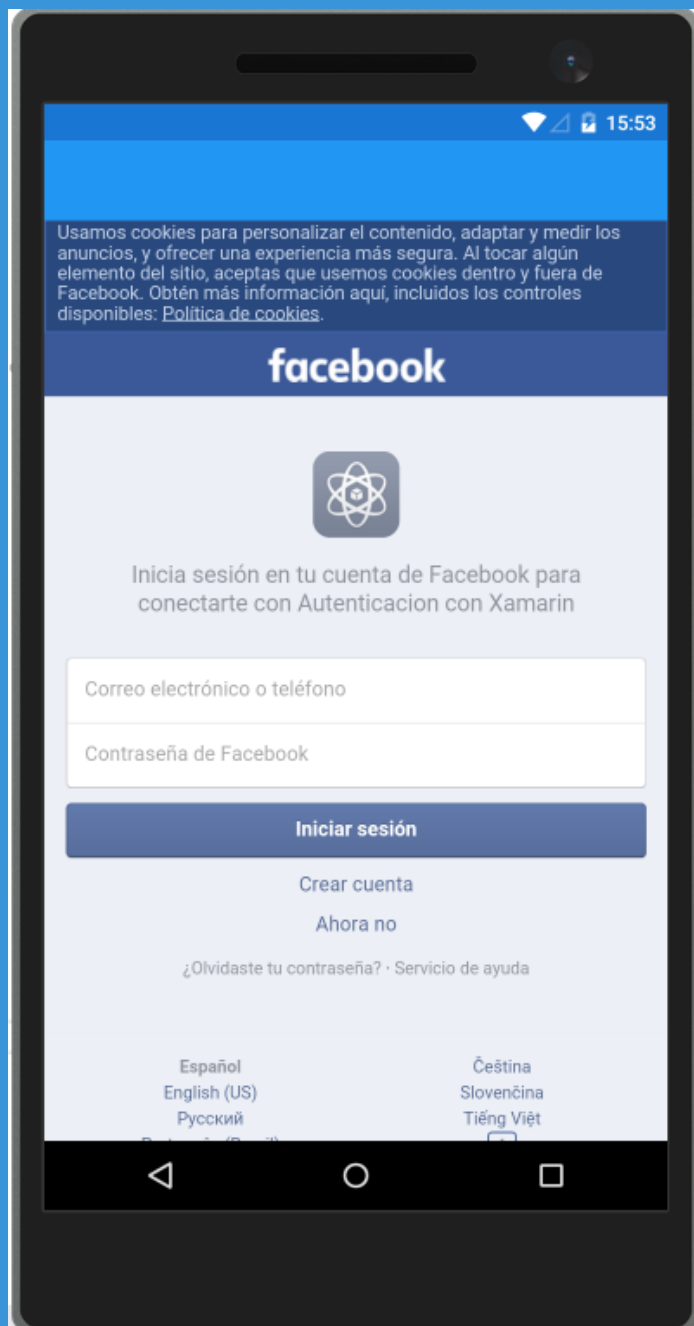 15:53
Usamos cookies para personalizar el contenido, adaptar y medir los
anuncios, y ofrecer una experiencia más segura. Al tocar algún
elemento del sitio, aceptas que usemos cookies dentro y fuera de
Facebook. Obtén más información aquí, incluidos los controles
disponibles: Política de cookies.
facebook
Inicia sesión en tu cuenta de Facebook para
conectarte con Autenticacion con Xamarin
Correo electrónico o teléfono
Contraseña de Facebook
Iniciar sesión
Crear cuenta
Ahora no
¿Olvidaste tu contraseña? · Servicio de ayuda
Español Čeština
English (US) Slovenčina
Русский Tiếng Việt